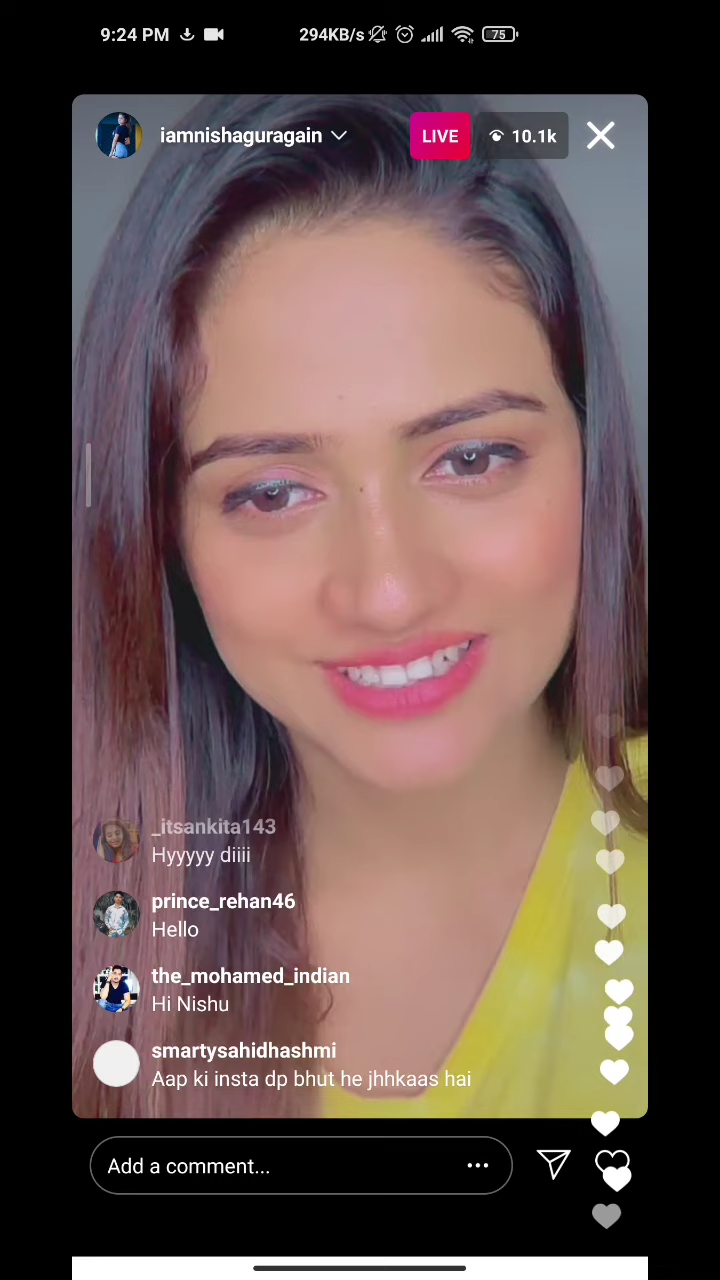 9:24 PM 294KB/s 75
iamnishaguragain LIVE 10.1k
_itsankita143
Hyyyyy diiii
prince_rehan46
Hello
the_mohamed_indian
Hi Nishu
smartysahidhashmi
Aap ki insta dp bhut he jhhkaas hai
Add a comment...